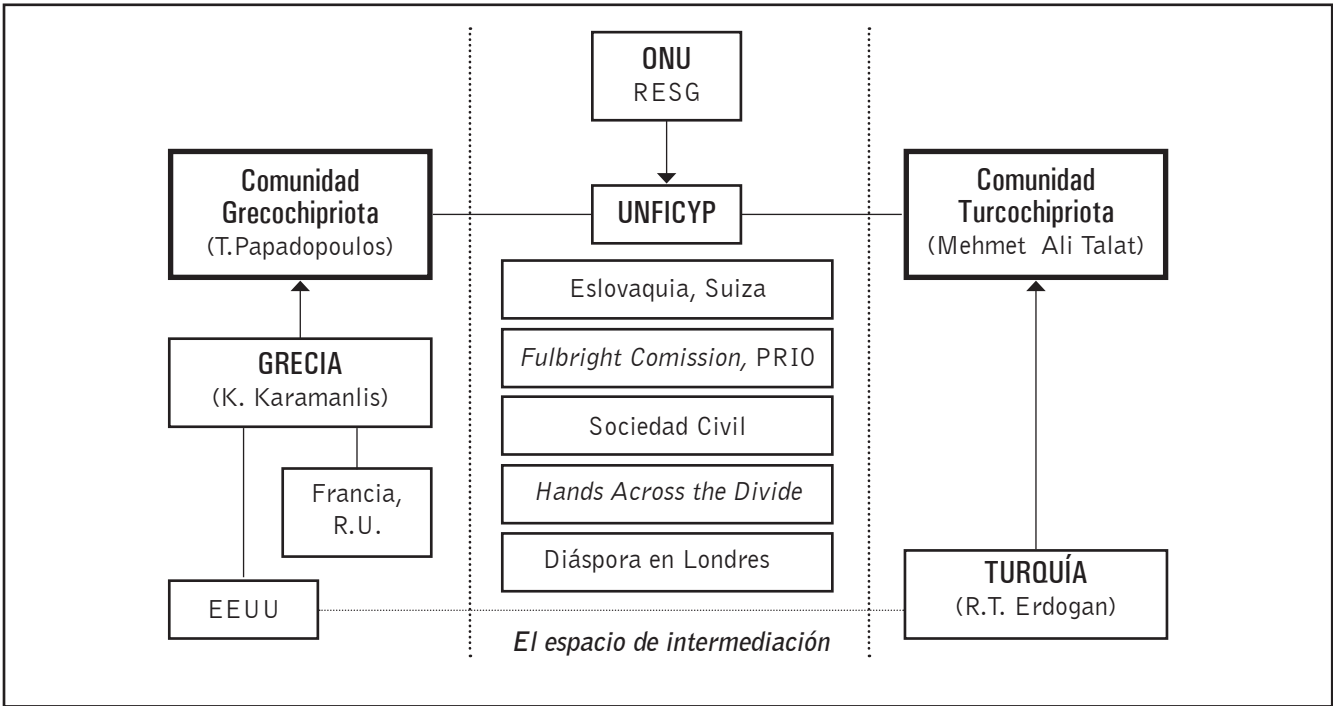 ONU
RESG
Comunidad
Grecochipriota
(T.Papadopoulos)
UNFICYP
Comunidad
Turcochipriota
(Mehmet Ali Talat)
Eslovaquia, Suiza
Fulbright Comission, PRIO
Sociedad Civil
Hands Across the Divide
Diáspora en Londres
GRECIA
(K. Karamanlis)
Francia,
R.U.
EEUU
TURQUÍA
(R.T. Erdogan)
El espacio de intermediación